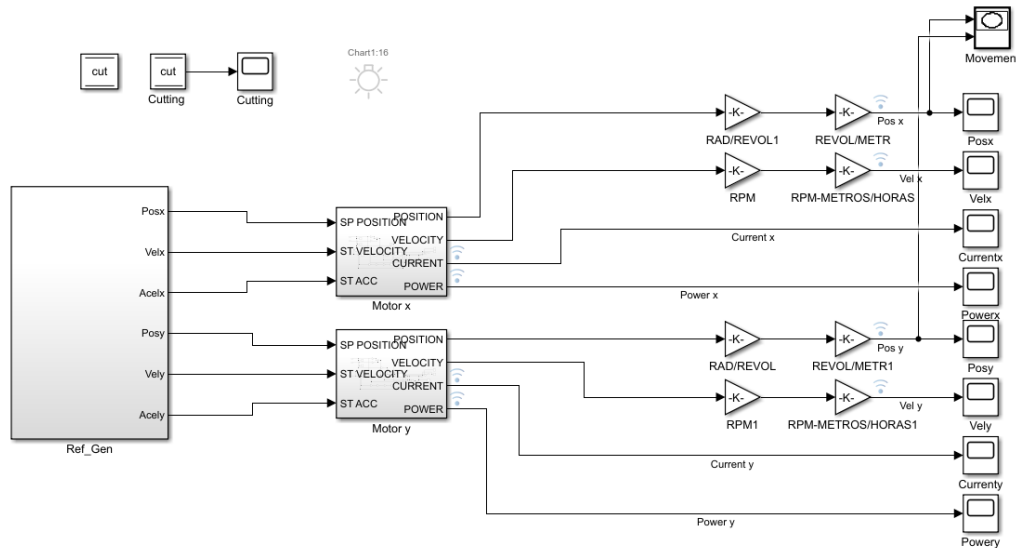 Movemen
Chart1:16
cut
cut
Cutting
Cutting
-K-
-K-
Pos x
RAD/REVOL1
REVOL/METR
Posx
-K-
-K-
Vel x
RPM
RPM-METROS/HORAS
Velx
Posx
Velx
Acelx
Posy
Vely
Acely
Ref_Gen
SP POSITION
ST VELOCITY
ST ACC
POSITION
VELOCITY
CURRENT
POWER
Motor x
Current x
Currentx
Power x
Powerx
SP POSITION
ST VELOCITY
ST ACC
POSITION
VELOCITY
CURRENT
POWER
Motor y
-K-
-K-
Pos y
RAD/REVOL
REVOL/METR1
Posy
-K-
-K-
Vel y
RPM1
RPM-METROS/HORAS1
Vely
Current y
Currenty
Power y
Powery